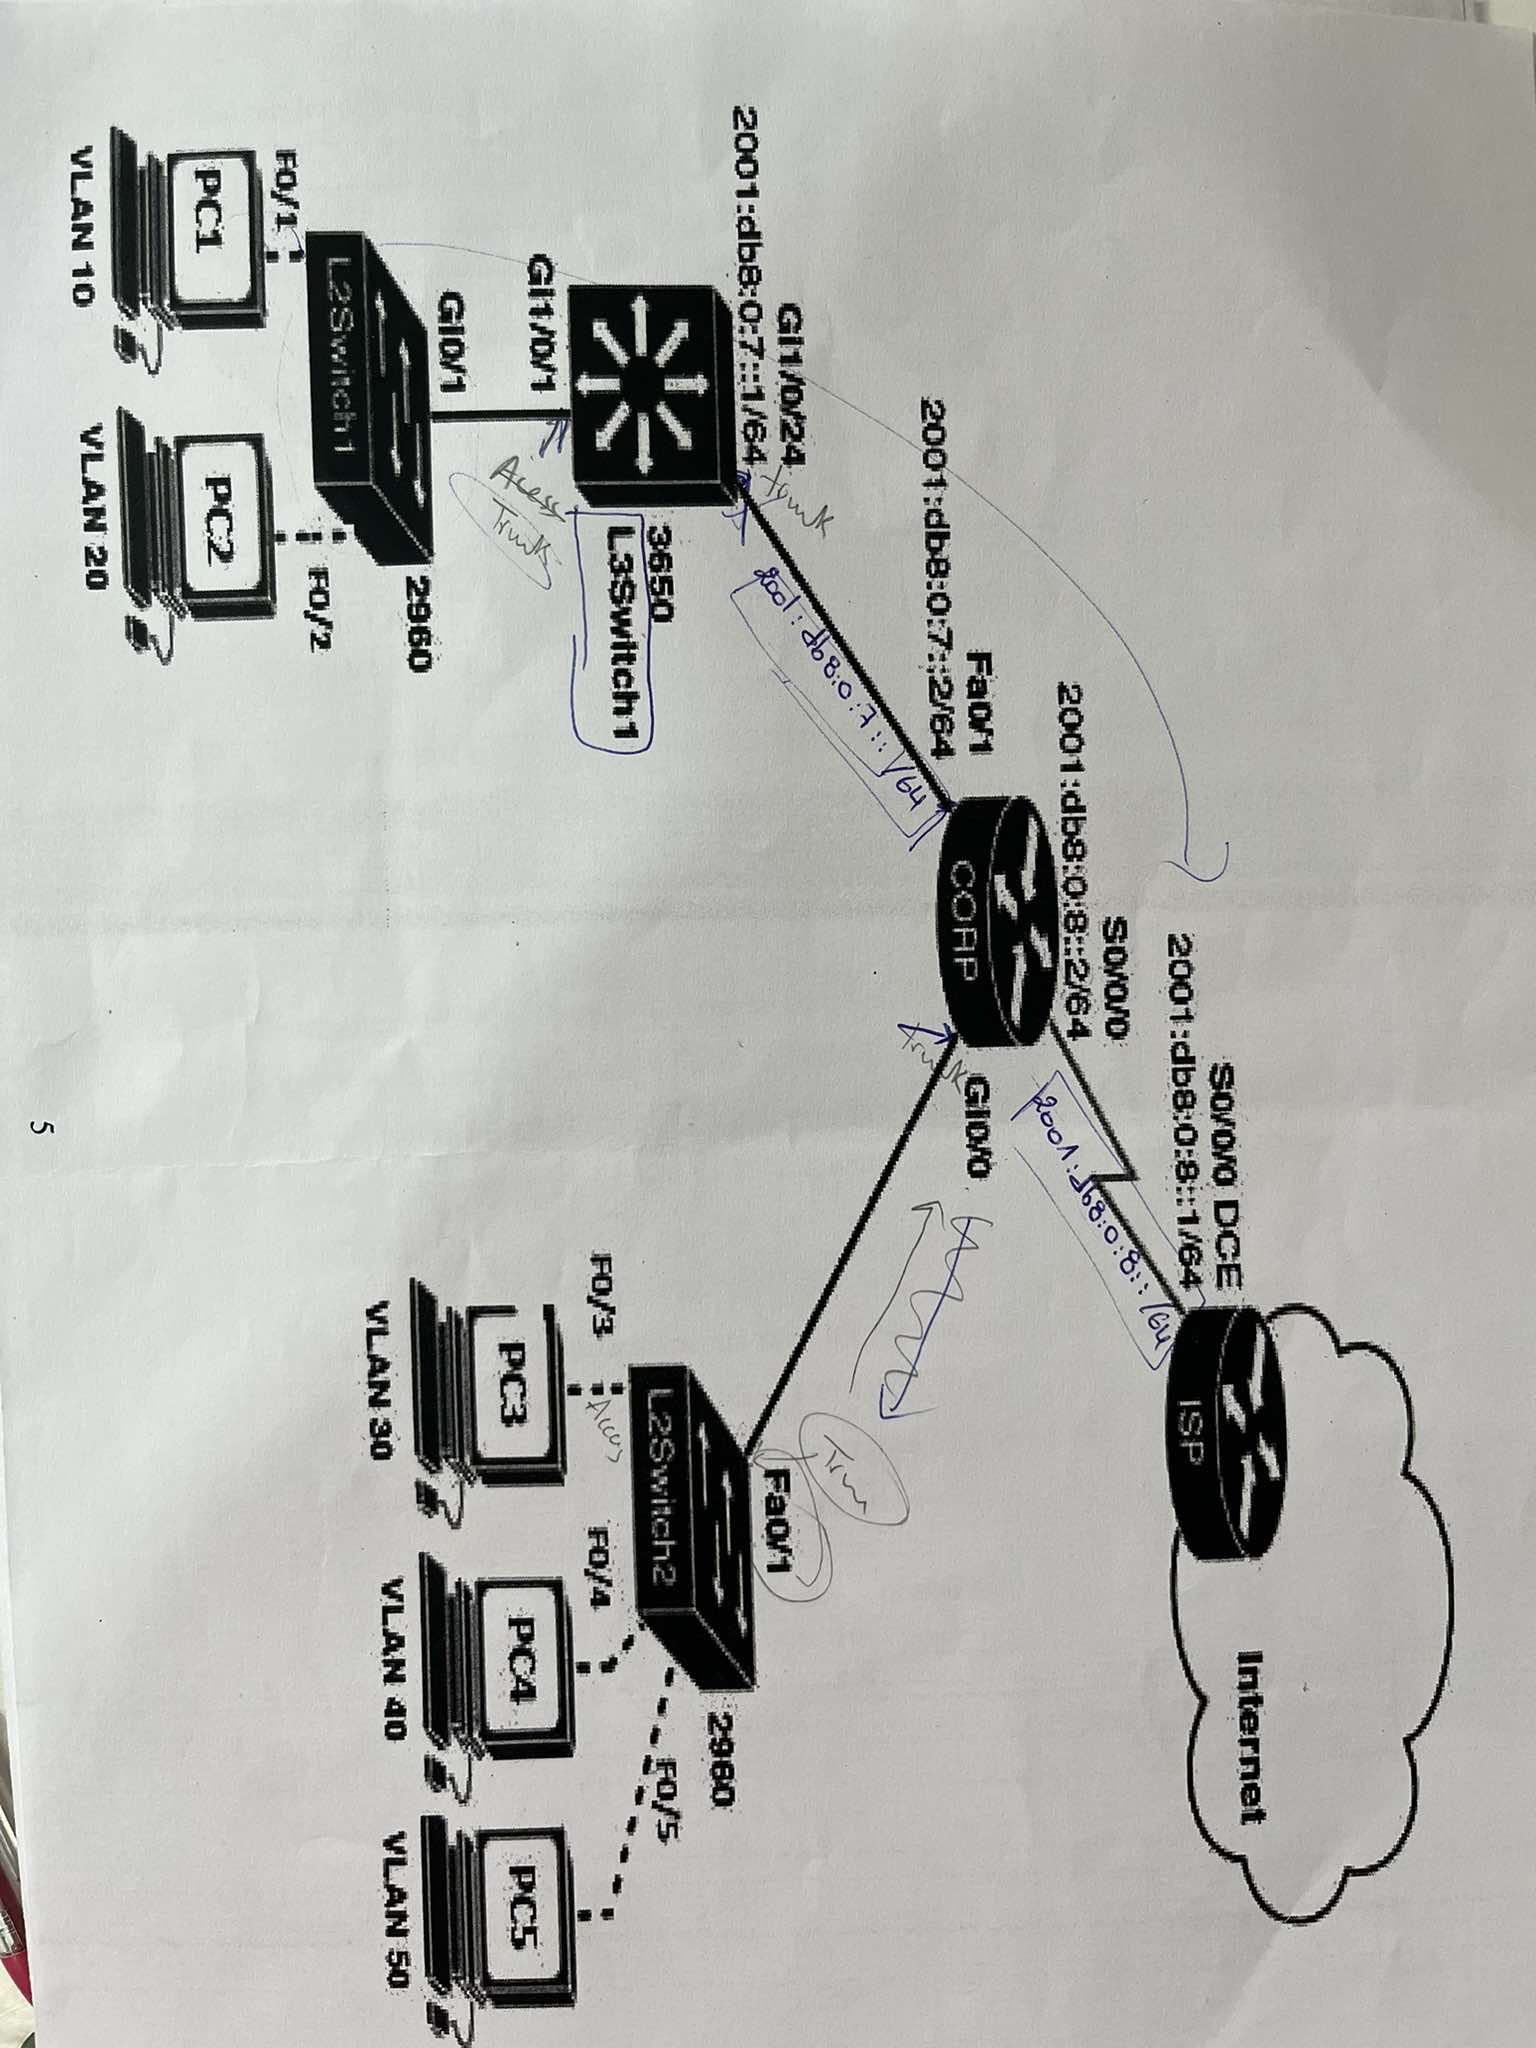 Internet
S0/0/0 DCE
2001:db8:0:8::1/64
ISP
2001:db8:0:8:: /64
S0/0/0
2001:db8:0:8::2/64
CORP
Fa0/1
2001:db8:0:7::2/64
GI0/0
Trunk
2001:db8:0:7:: /64
Trun
GI1/0/24
2001:db8:0:7::1/64
Trunk
Fa0/1
2960
L2Switch2
F0/5
3650
L3Switch1
F0/3
Acces
F0/4
GI1/0/1
Access
Trunk
PC3
PC4
PC5
VLAN 30
VLAN 40
VLAN 50
GI0/1
2960
L2Switch1
F0/1
F0/2
PC1
PC2
VLAN 10
VLAN 20
5